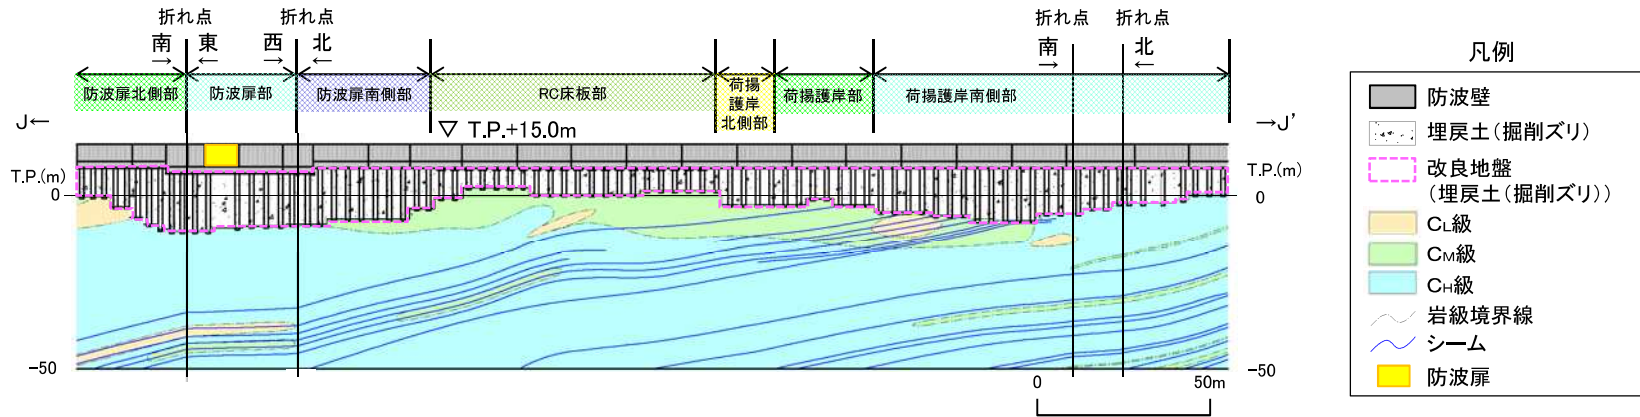 折れ点
折れ点
折れ点
折れ点
凡例
南
東
西
北
南
北
→
←
→
←
→
←
防波扉北側部
防波扉部
防波扉南側部
RC床板部
荷揚
護岸
北側部
荷揚護岸部
荷揚護岸南側部
J←
▽ T.P.+15.0m
→J'
T.P.(m)
0
-50
T.P.(m)
0
-50
0
50m
防波壁
埋戻土(掘削ズリ)
改良地盤
(埋戻土(掘削ズリ))
CL級
CM級
CH級
岩級境界線
シーム
防波扉